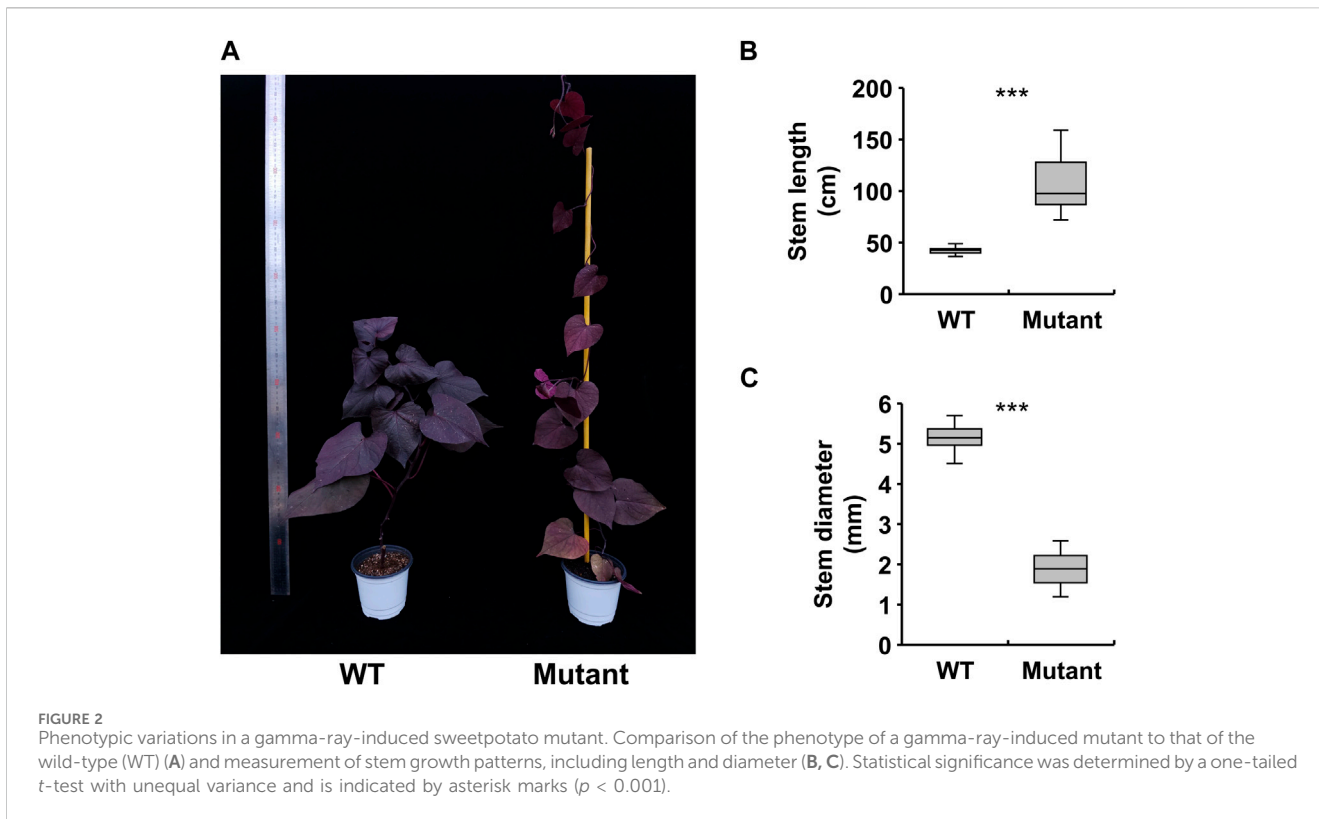 A
WT
Mutant
B
Stem length
(cm)
200
150
100
50
0
***
WT
Mutant
C
Stem diameter
(mm)
6
5
4
3
2
1
0
***
WT
Mutant
FIGURE 2
Phenotypic variations in a gamma-ray-induced sweetpotato mutant. Comparison of the phenotype of a gamma-ray-induced mutant to that of the
wild-type (WT) (A) and measurement of stem growth patterns, including length and diameter (B, C). Statistical significance was determined by a one-tailed
t-test with unequal variance and is indicated by asterisk marks (p < 0.001).